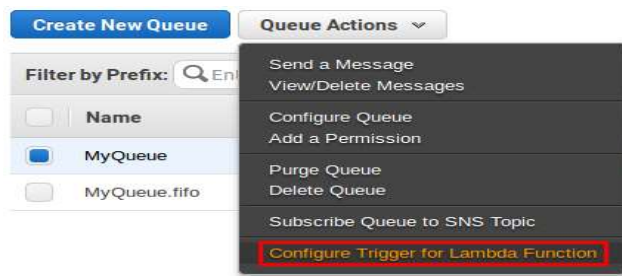 Create New Queue
Queue Actions
Filter by Prefix:
Send a Message
View/Delete Messages
Name
Configure Queue
Add a Permission
MyQueue
Purge Queue
MyQueue.fifo
Delete Queue
Subscribe Queue to SNS Topic
Configure Trigger for Lambda Function